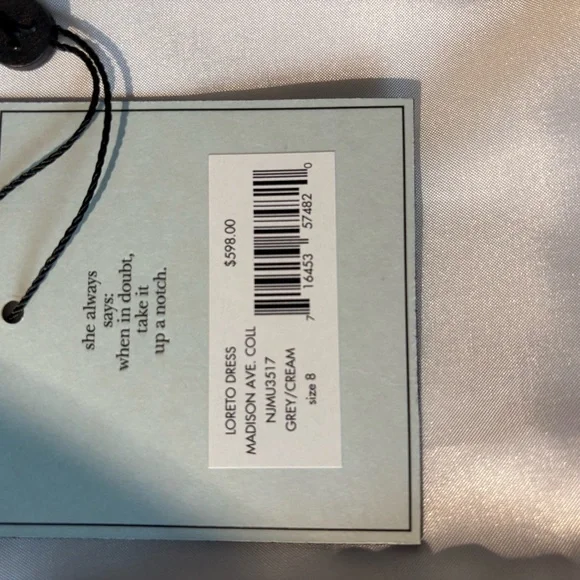 she always
says:
when in doubt,
take it
up a notch.
LORETO DRESS
$598.00
MADISON AVE. COLL
NJMU3517
GREY/CREAM
size 8
7 16453 57482 0